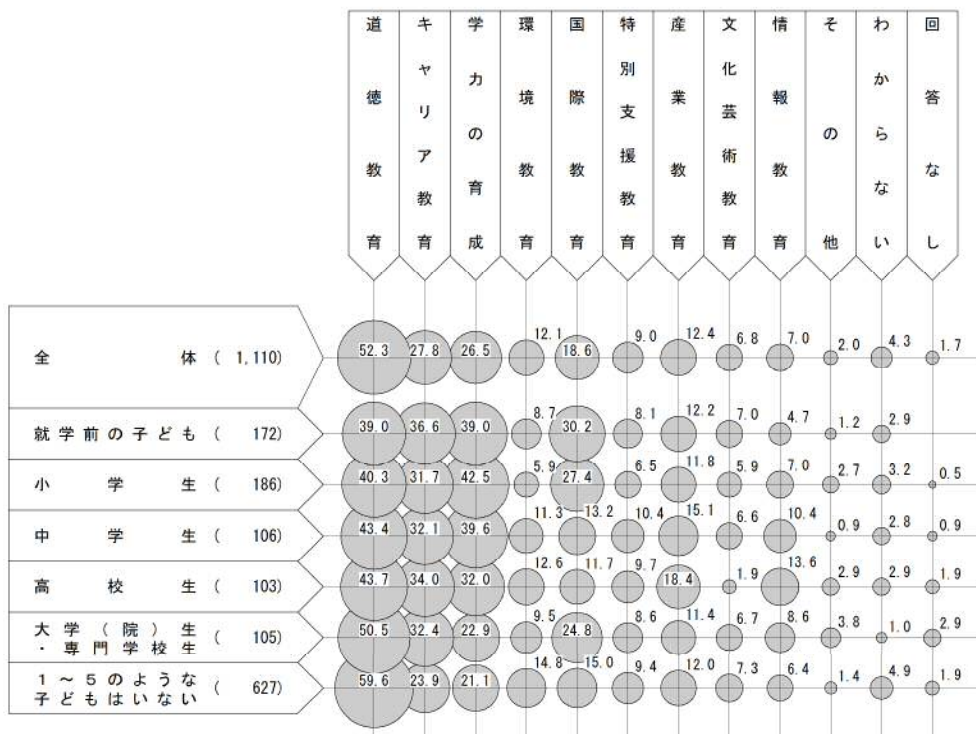 道徳教育
キャリア教育
学力の育成
環境教育
国際教育
特別支援教育
産業教育
文化芸術教育
情報教育
その他
わからない
回答なし
全体 ( 1,110)
52.3 27.8 26.5 12.1 18.6 9.0 12.4 6.8 7.0 2.0 4.3 1.7
就学前の子ども ( 172)
39.0 36.6 39.0 8.7 30.2 8.1 12.2 7.0 4.7 1.2 2.9
小学生 ( 186)
40.3 31.7 42.5 5.9 27.4 6.5 11.8 5.9 7.0 2.7 3.2 0.5
中学生 ( 106)
43.4 32.1 39.6 11.3 13.2 10.4 15.1 6.6 10.4 0.9 2.8 0.9
高校生 ( 103)
43.7 34.0 32.0 12.6 11.7 9.7 18.4 1.9 13.6 2.9 2.9 1.9
大学(院)生
・専門学校生 ( 105)
50.5 32.4 22.9 9.5 24.8 8.6 11.4 6.7 8.6 3.8 1.0 2.9
1～5のような
子どもはいない ( 627)
59.6 23.9 21.1 14.8 15.0 9.4 12.0 7.3 6.4 1.4 4.9 1.9